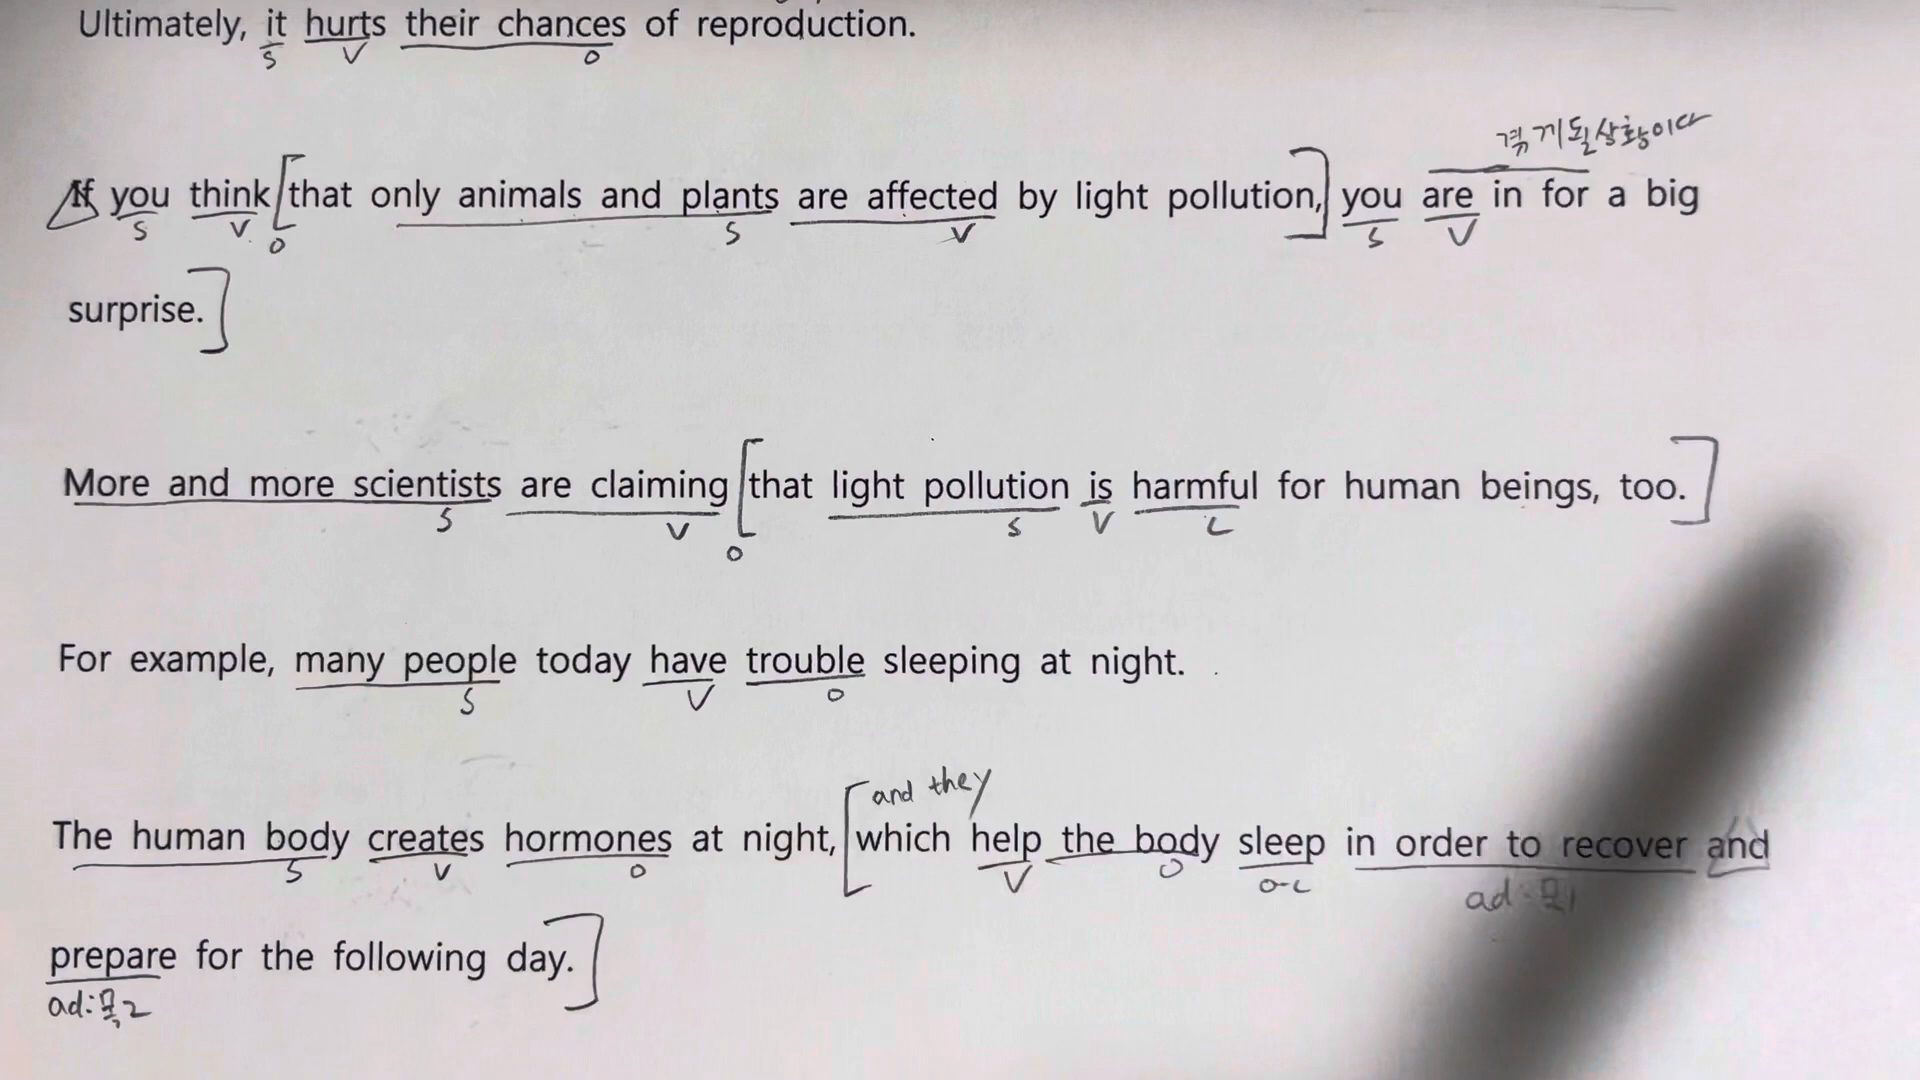 Ultimately, it hurts their chances of reproduction.
S V O
겪게될상황이다
If you think [that only animals and plants are affected by light pollution,] you are in for a big
S V O S V S V
surprise.]
More and more scientists are claiming [that light pollution is harmful for human beings, too.]
S V O S V C
For example, many people today have trouble sleeping at night.
S V O
and they
The human body creates hormones at night, [which help the body sleep in order to recover and
S V O V O O-C ad:목1
prepare for the following day.]
ad:목2